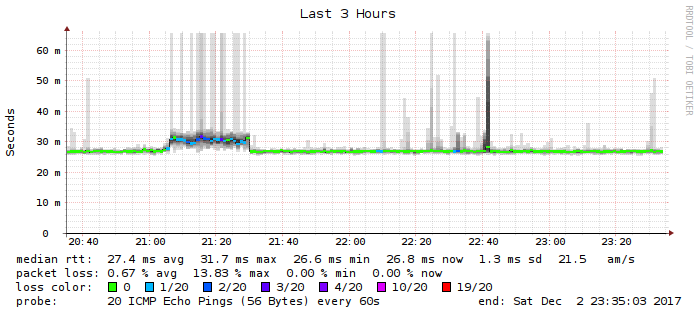 Last 3 Hours
RRDTOOL / TOBI OETIKER
Seconds
60 m
50 m
40 m
30 m
20 m
10 m
0
20:40 21:00 21:20 21:40 22:00 22:20 22:40 23:00 23:20
median rtt: 27.4 ms avg 31.7 ms max 26.6 ms min 26.8 ms now 1.3 ms sd 21.5 am/s
packet loss: 0.67 % avg 13.83 % max 0.00 % min 0.00 % now
loss color: 0 1/20 2/20 3/20 4/20 10/20 19/20
probe: 20 ICMP Echo Pings (56 Bytes) every 60s end: Sat Dec 2 23:35:03 2017